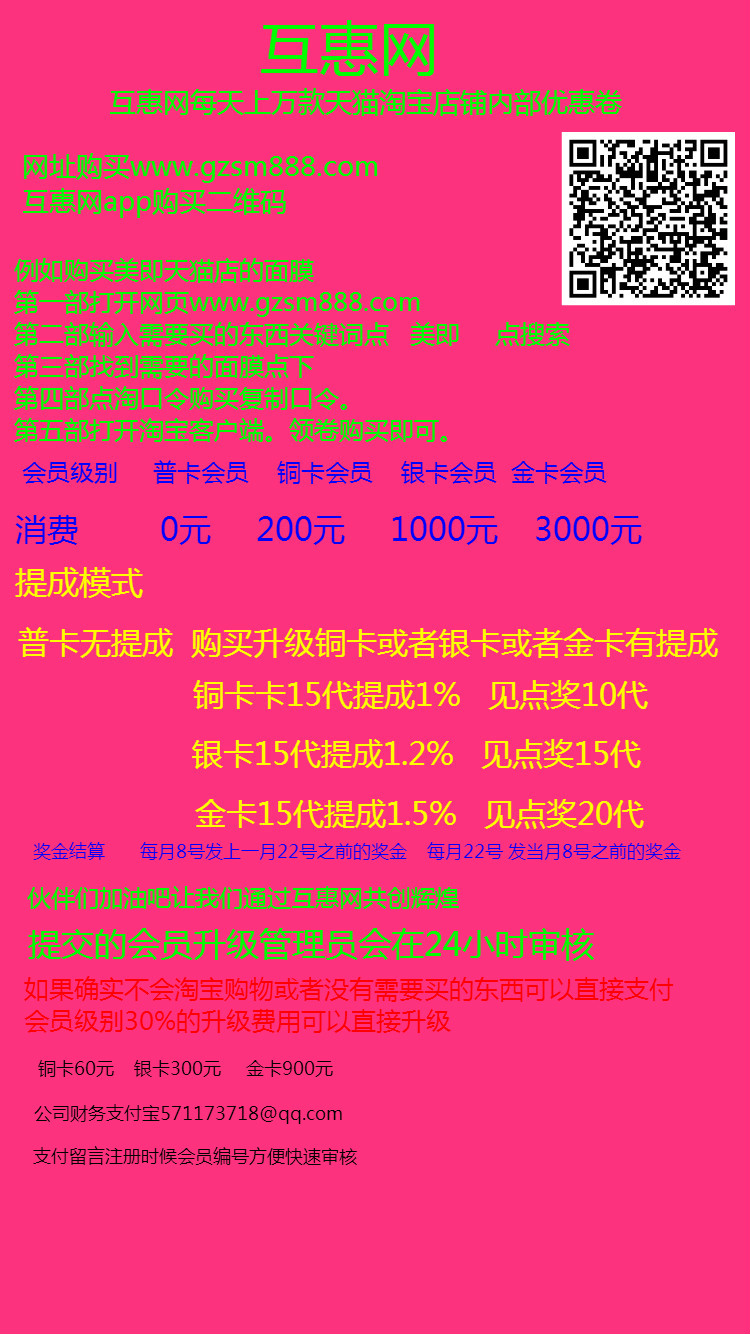 互惠网
互惠网每天上万款天猫淘宝店铺内部优惠卷
网址购买www.gzsm888.com
互惠网app购买二维码
例如购买美即天猫店的面膜
第一部打开网页www.gzsm888.com
第二部输入需要买的东西关键词点 美即 点搜索
第三部找到需要的面膜点下
第四部点淘口令购买复制口令。
第五部打开淘宝客户端。领卷购买即可。
会员级别 普卡会员 铜卡会员 银卡会员 金卡会员
消费 0元 200元 1000元 3000元
提成模式
普卡无提成 购买升级铜卡或者银卡或者金卡有提成
铜卡卡15代提成1% 见点奖10代
银卡15代提成1.2% 见点奖15代
金卡15代提成1.5% 见点奖20代
奖金结算 每月8号发上一月22号之前的奖金 每月22号 发当月8号之前的奖金
伙伴们加油吧让我们通过互惠网共创辉煌
提交的会员升级管理员会在24小时审核
如果确实不会淘宝购物或者没有需要买的东西可以直接支付
会员级别30%的升级费用可以直接升级
铜卡60元 银卡300元 金卡900元
公司财务支付宝571173718@qq.com
支付留言注册时候会员编号方便快速审核